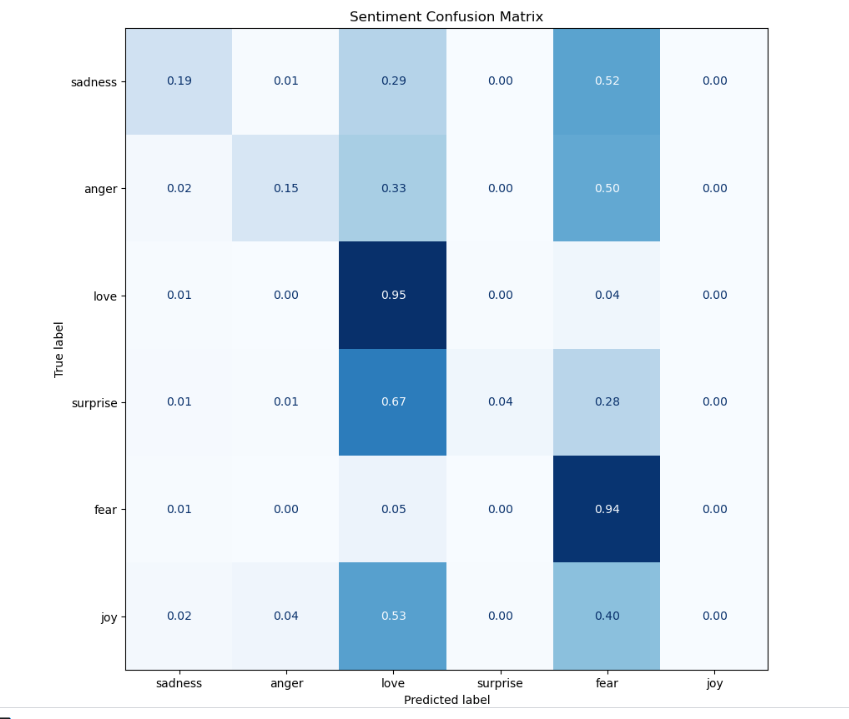 Sentiment Confusion Matrix
True label
sadness 0.19 0.01 0.29 0.00 0.52 0.00
anger 0.02 0.15 0.33 0.00 0.50 0.00
love 0.01 0.00 0.95 0.00 0.04 0.00
surprise 0.01 0.01 0.67 0.04 0.28 0.00
fear 0.01 0.00 0.05 0.00 0.94 0.00
joy 0.02 0.04 0.53 0.00 0.40 0.00
sadness anger love surprise fear joy
Predicted label